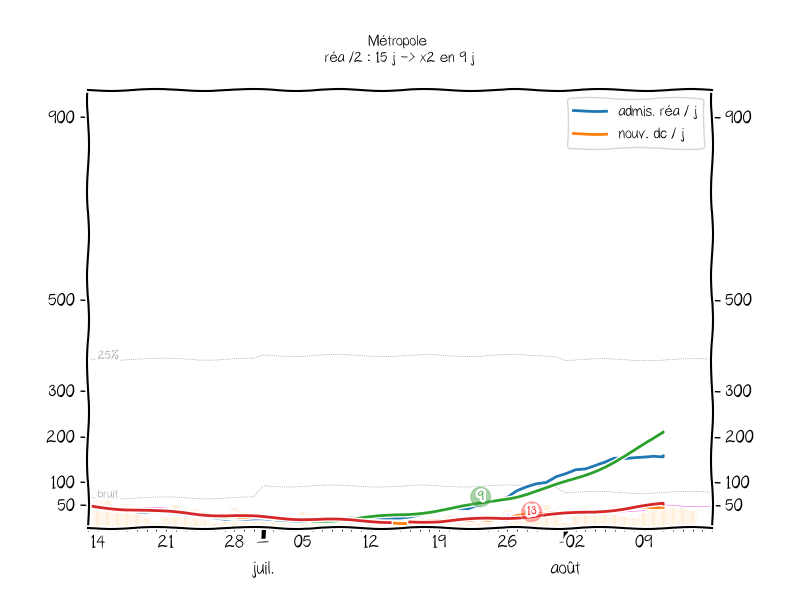 Métropole
réa /2 : 15 j -> x2 en 9 j
admis. réa / j
nouv. dc / j
900
900
500
500
25%
300
300
200
200
100
100
bruit
9
50
50
13
14 21 28 05 12 19 26 02 09
juil. août